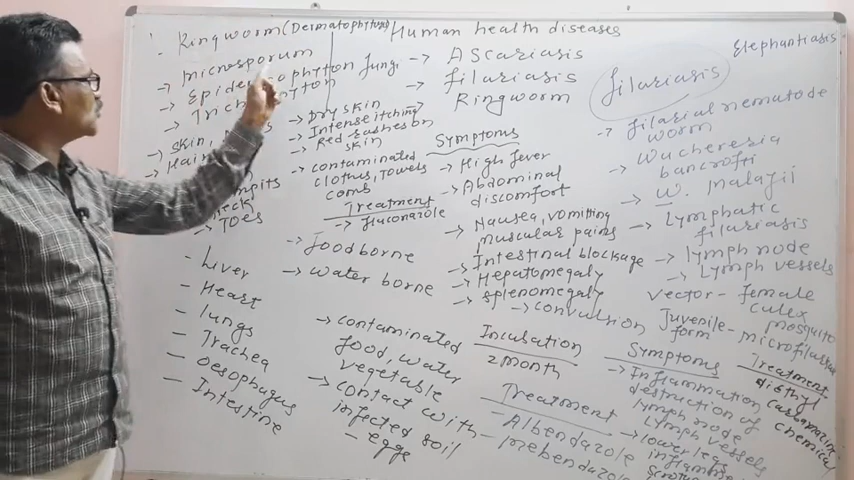 Ringworm (Dermatophytes)
→ microsporum
→ Epidermophyton fungi
→ skin,
→ Hair
→ Toes
- Liver
- Heart
- lungs
- Trachea
- oesophagus
- Intestine
→ Dry skin
→ Intense itching
→ Red rashes on
skin
→ contaminated
clothes, towels
comb
Treatment
→ fluconazole
→ foodborne
→ water borne
→ contaminated
food, water
vegetable
→ contact with
infected soil
- eggs
Human health diseases
→ AScariasis
→ filariasis
→ Ringworm
Symptoms
→ High fever
→ Abdominal
discomfort
→ Nausea, vomitting
muscular pains
→ Intestinal blockage
→ Hepatomegaly
→ splenomegaly
→ convulsion
Incubation
2 month
Treatment
- Albendazole
- mebendazole
Elephantiasis
filariasis
→ filarial nematode
worm
→ Wuchereria
bancrofti
→ W. malayii
→ Lymphatic
filariasis
→ lymph node
→ Lymph vessels
vector - female
culex
mosquito
Juvenile - microfilariae
form
Symptoms
→ Inflammation
destruction of
lymph node
Lymph vessels
→ lower legs
inflamme
Treatment
diethyl
carbamazine
chemical